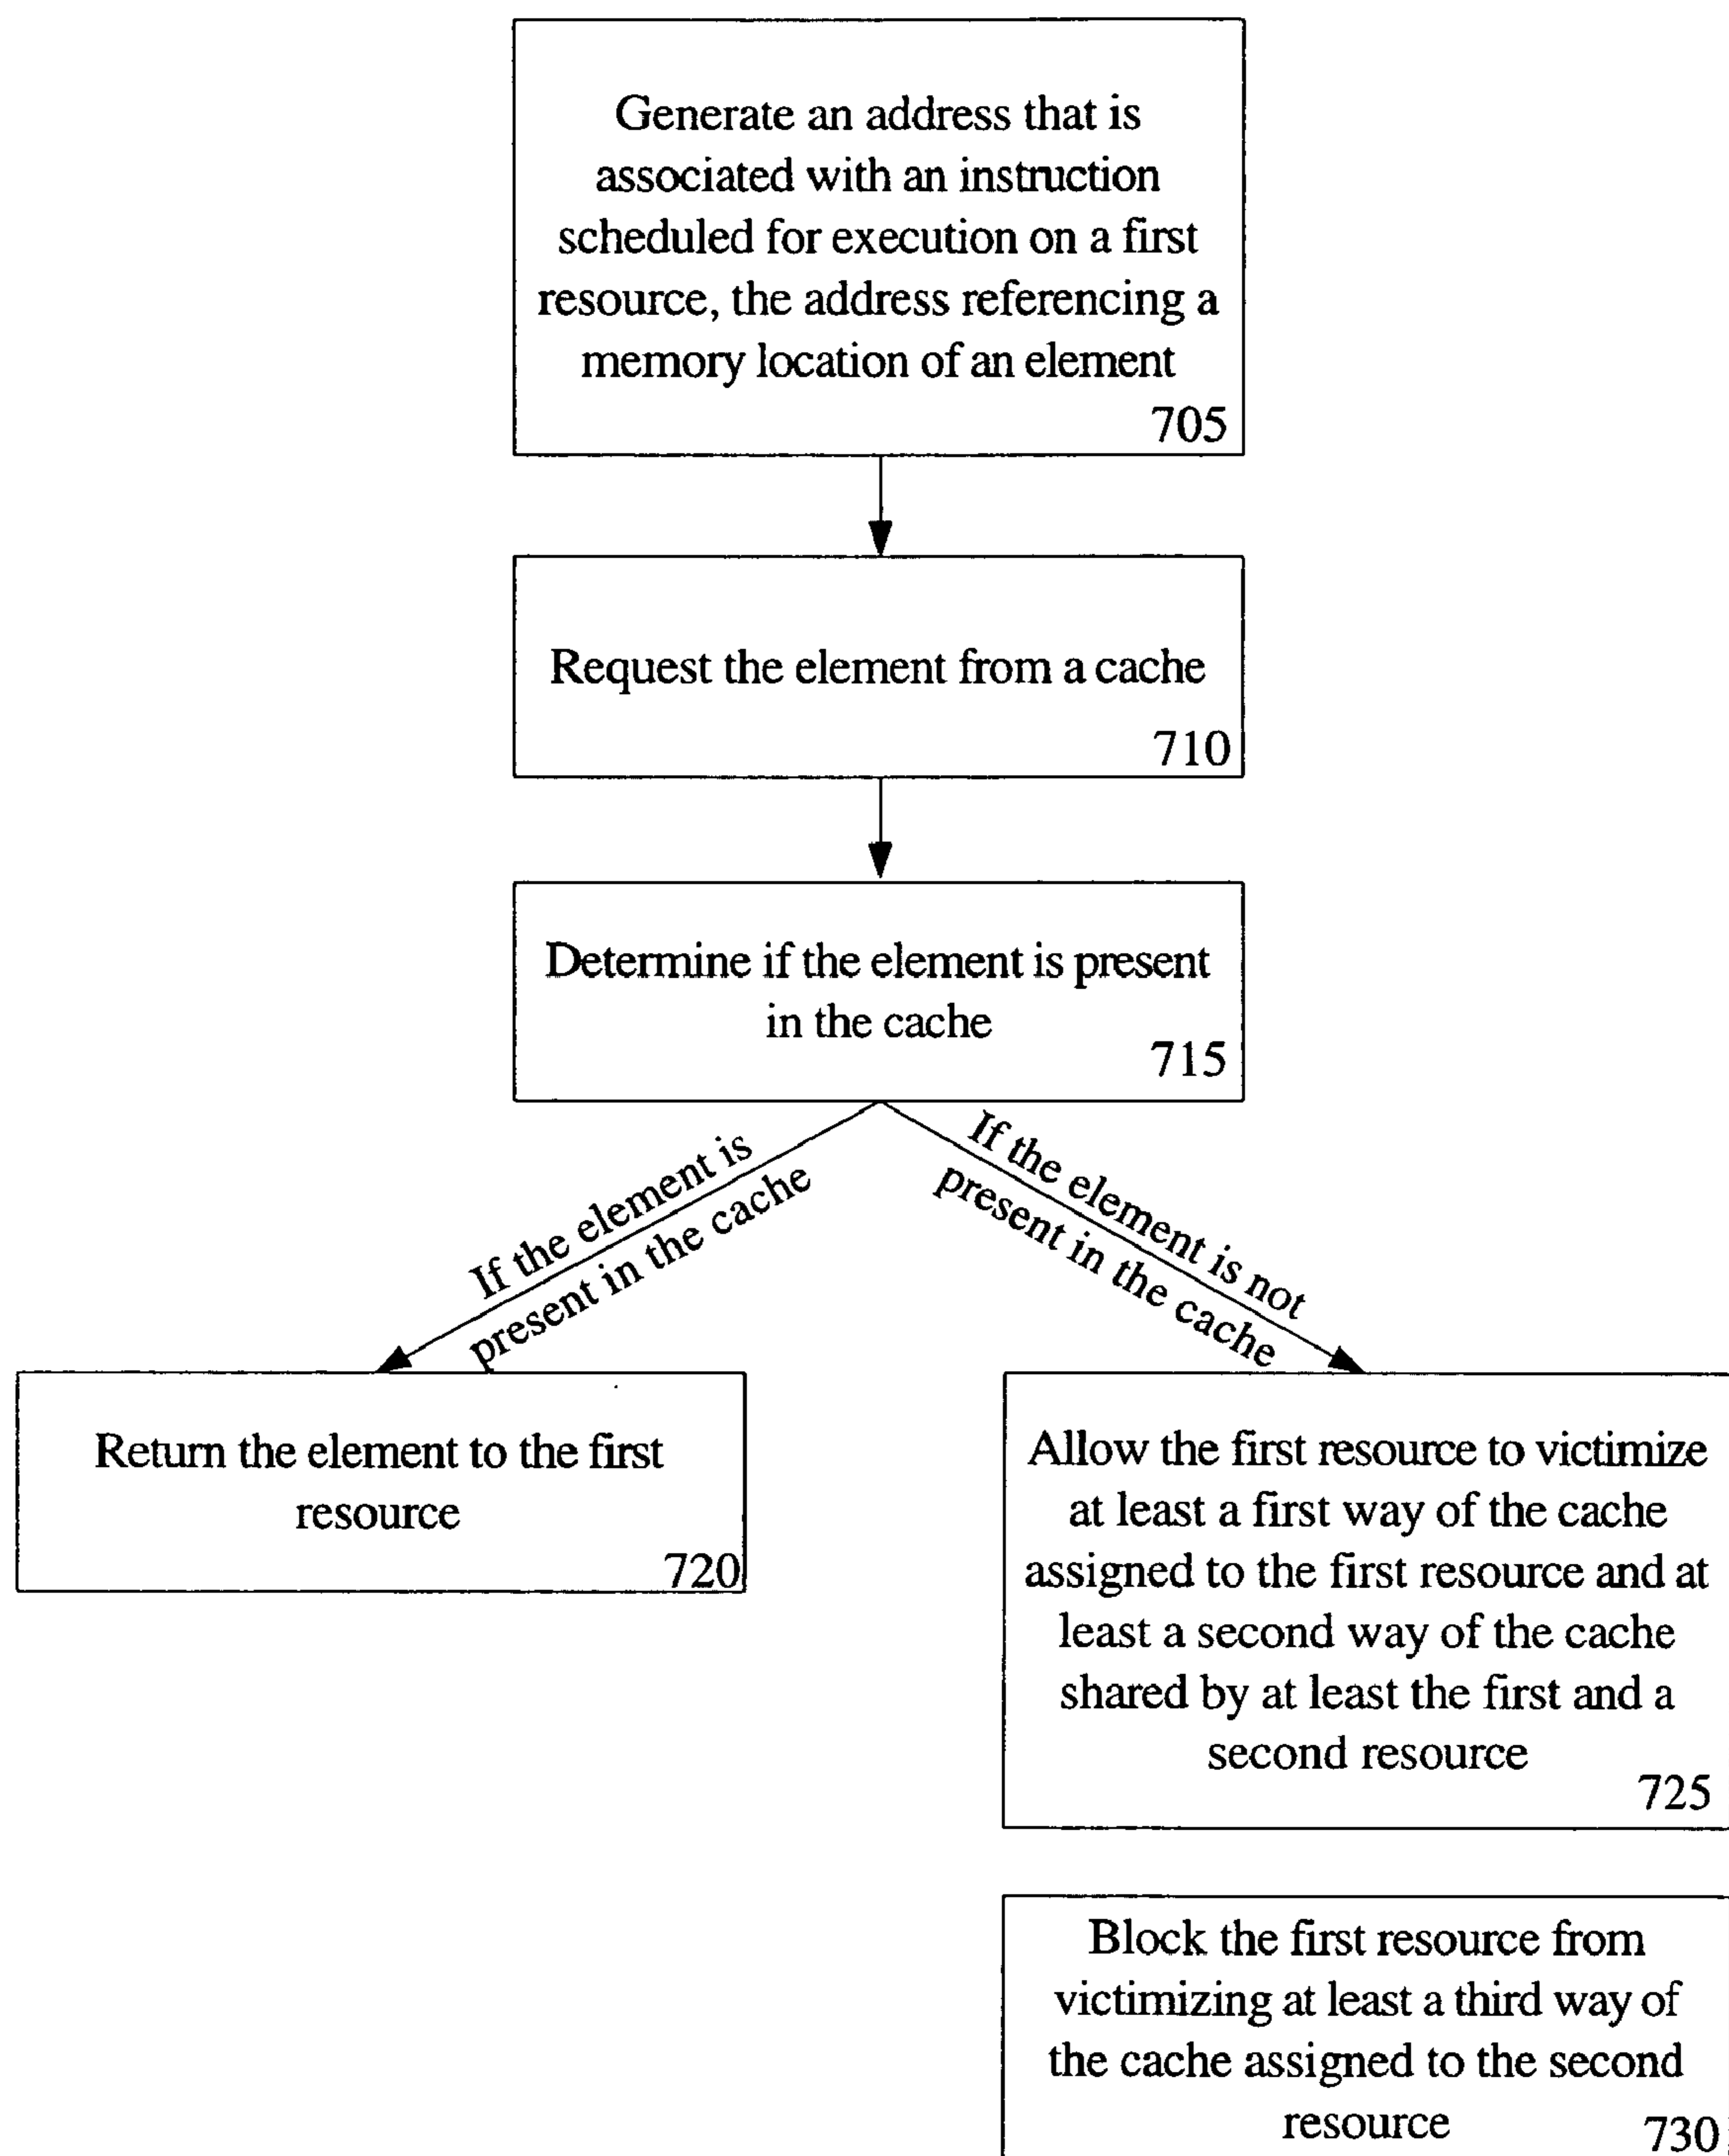 Generate an address that is
associated with an instruction
scheduled for execution on a first
resource, the address referencing a
memory location of an element
705
Request the element from a cache
710
Determine if the element is present
in the cache
715
If the element is
present in the cache
If the element is not
present in the cache
Return the element to the first
resource
720
Allow the first resource to victimize
at least a first way of the cache
assigned to the first resource and at
least a second way of the cache
shared by at least the first and a
second resource
725
Block the first resource from
victimizing at least a third way of
the cache assigned to the second
resource
730